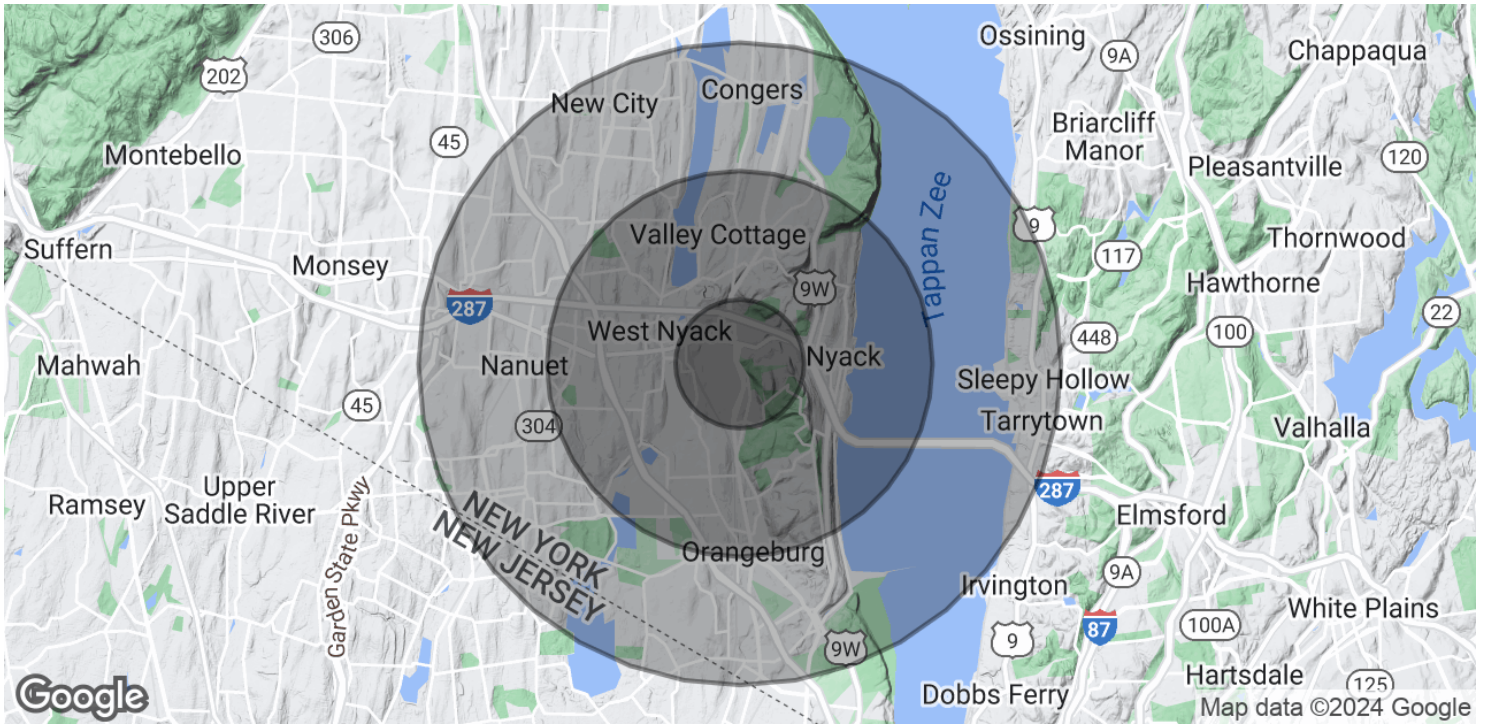 306
202
Ossining
9A
Chappaqua
New City
Congers
45
Briarcliff
Manor
Montebello
120
Pleasantville
Tappan Zee
9
Valley Cottage
Thornwood
Suffern
117
Monsey
Hawthorne
9W
287
22
West Nyack
100
448
Nyack
Mahwah
Nanuet
Sleepy Hollow
45
Tarrytown
304
Valhalla
Upper
Saddle River
287
Ramsey
Elmsford
Garden State Pkwy
NEW YORK
NEW JERSEY
Orangeburg
9A
Irvington
White Plains
87
100A
9
9W
Hartsdale
125
Dobbs Ferry
Google
Map data ©2024 Google